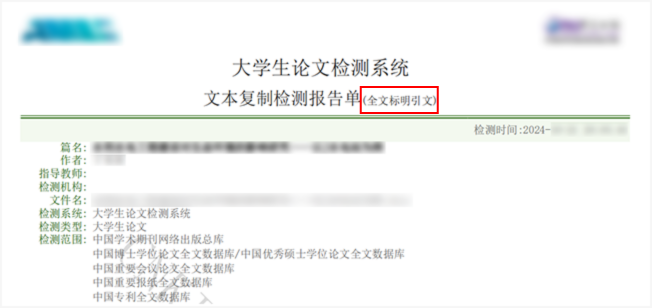 大学生论文检测系统
文本复制检测报告单(全文标明引文)
检测时间:2024-
篇名:
作者:
指导教师:
检测机构:
文件名:
检测系统: 大学生论文检测系统
检测类型: 大学生论文
检测范围: 中国学术期刊网络出版总库
中国博士学位论文全文数据库/中国优秀硕士学位论文全文数据库
中国重要会议论文全文数据库
中国重要报纸全文数据库
中国专利全文数据库